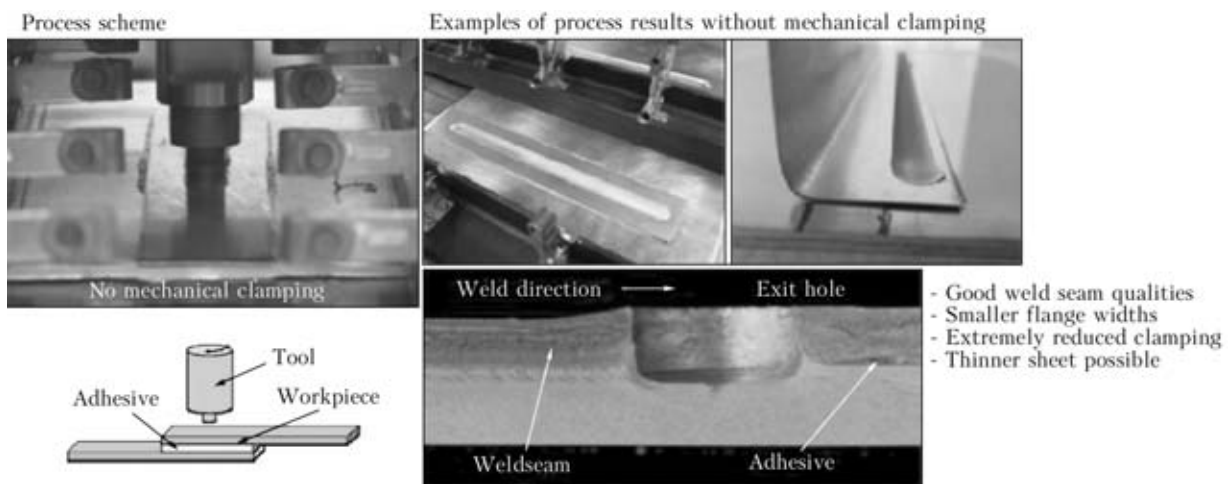 Process scheme
Examples of process results without mechanical clamping
No mechanical clamping
Tool
Adhesive
Workpiece
Weld direction
Exit hole
Weldseam
Adhesive
- Good weld seam qualities
- Smaller flange widths
- Extremely reduced clamping
- Thinner sheet possible